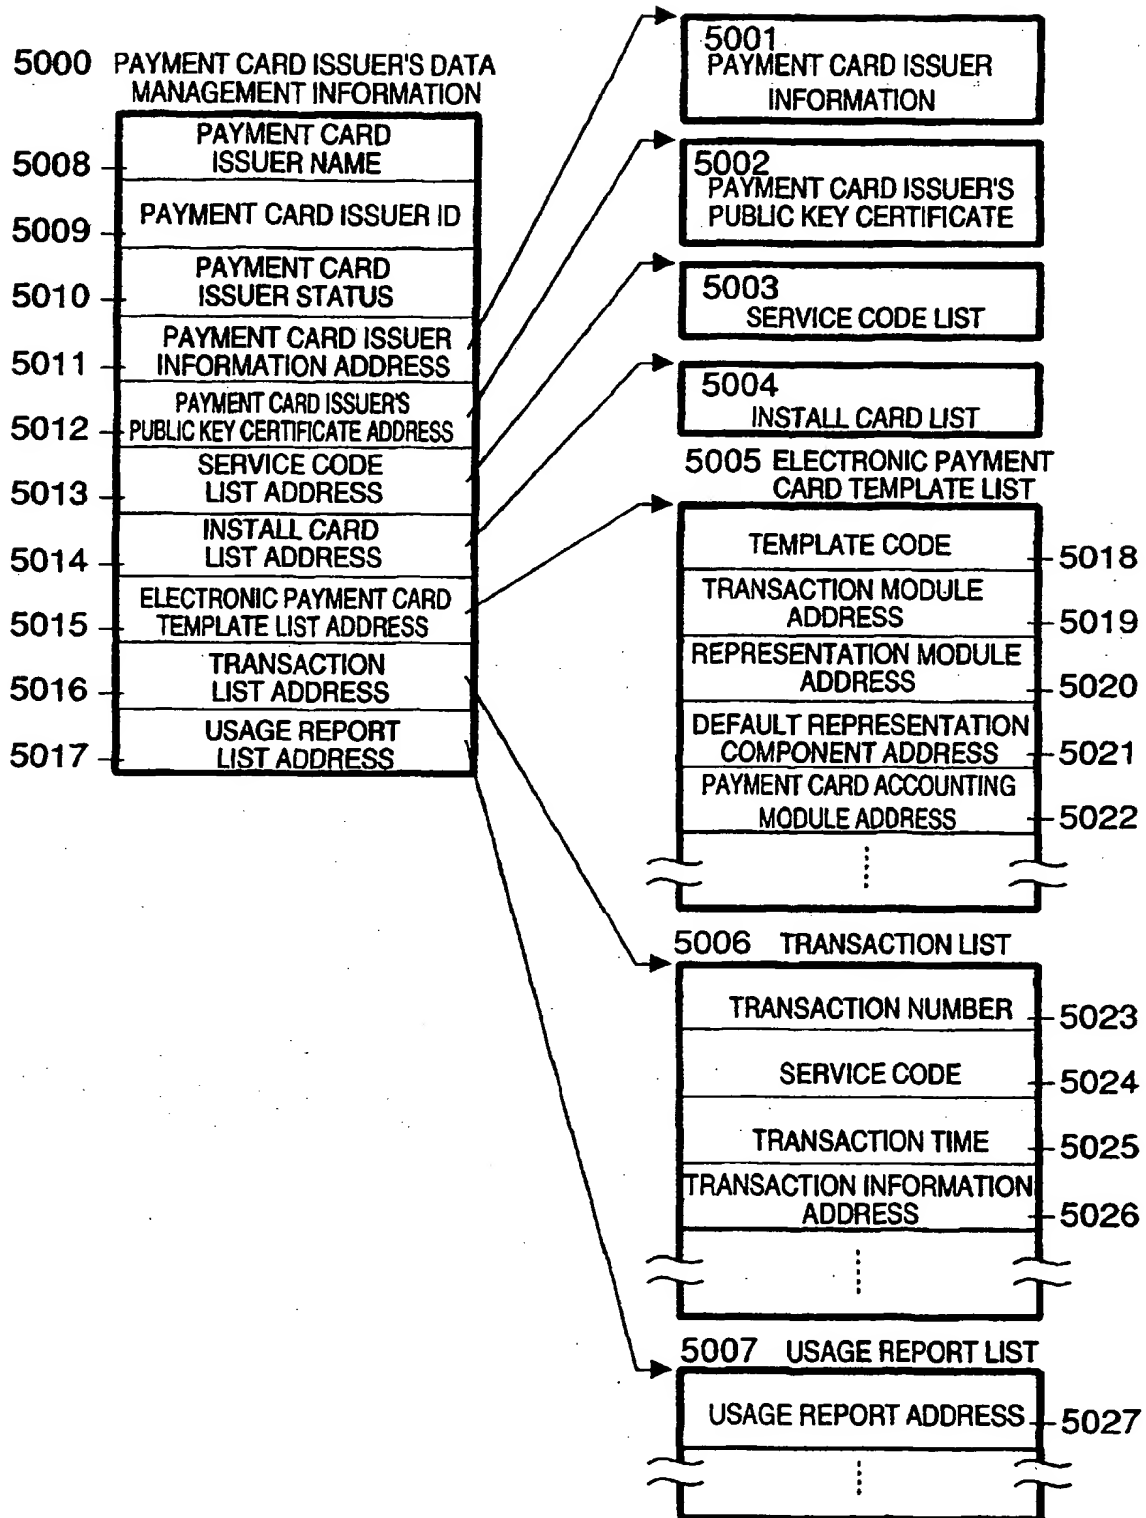 5000 PAYMENT CARD ISSUER'S DATA
MANAGEMENT INFORMATION
5008
PAYMENT CARD
ISSUER NAME
5009
PAYMENT CARD ISSUER ID
5010
PAYMENT CARD
ISSUER STATUS
5011
PAYMENT CARD ISSUER
INFORMATION ADDRESS
5012
PAYMENT CARD ISSUER'S
PUBLIC KEY CERTIFICATE ADDRESS
5013
SERVICE CODE
LIST ADDRESS
5014
INSTALL CARD
LIST ADDRESS
5015
ELECTRONIC PAYMENT CARD
TEMPLATE LIST ADDRESS
5016
TRANSACTION
LIST ADDRESS
5017
USAGE REPORT
LIST ADDRESS
5001
PAYMENT CARD ISSUER
INFORMATION
5002
PAYMENT CARD ISSUER'S
PUBLIC KEY CERTIFICATE
5003
SERVICE CODE LIST
5004
INSTALL CARD LIST
5005 ELECTRONIC PAYMENT
CARD TEMPLATE LIST
TEMPLATE CODE
5018
TRANSACTION MODULE
ADDRESS
5019
REPRESENTATION MODULE
ADDRESS
5020
DEFAULT REPRESENTATION
COMPONENT ADDRESS
5021
PAYMENT CARD ACCOUNTING
MODULE ADDRESS
5022
5006 TRANSACTION LIST
TRANSACTION NUMBER
5023
SERVICE CODE
5024
TRANSACTION TIME
5025
TRANSACTION INFORMATION
ADDRESS
5026
5007 USAGE REPORT LIST
USAGE REPORT ADDRESS
5027